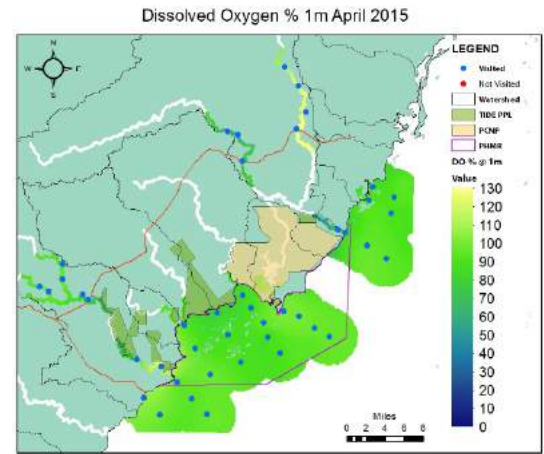 Dissolved Oxygen % 1m April 2015
N
W E
S
LEGEND
Visited
Not Visited
Watershed
TIDE PPL
PCNP
PHMR
DO % @ 1m
Value
130
120
110
100
90
80
70
60
50
40
30
20
10
0
Miles
0 2 4 6 8